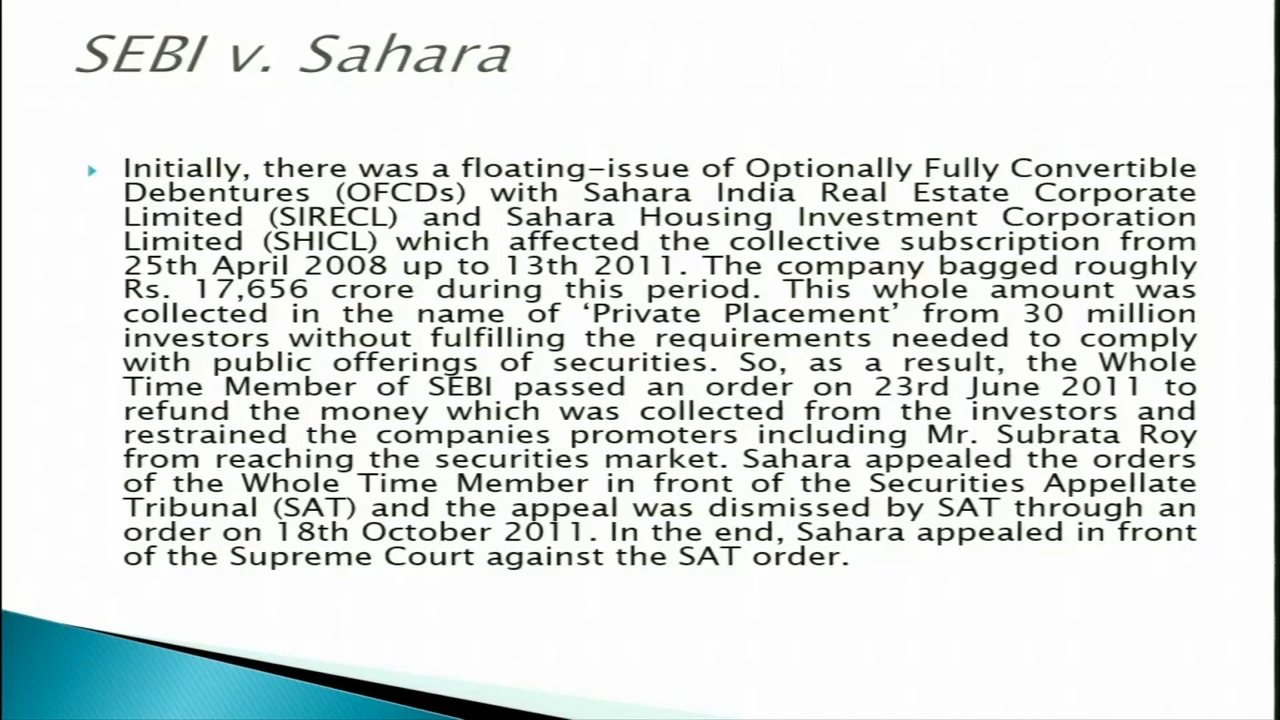 SEBI v. Sahara
Initially, there was a floating-issue of Optionally Fully Convertible
Debentures (OFCDs) with Sahara India Real Estate Corporate
Limited (SIRECL) and Sahara Housing Investment Corporation
Limited (SHICL) which affected the collective subscription from
25th April 2008 up to 13th 2011. The company bagged roughly
Rs. 17,656 crore during this period. This whole amount was
collected in the name of ‘Private Placement’ from 30 million
investors without fulfilling the requirements needed to comply
with public offerings of securities. So, as a result, the Whole
Time Member of SEBI passed an order on 23rd June 2011 to
refund the money which was collected from the investors and
restrained the companies promoters including Mr. Subrata Roy
from reaching the securities market. Sahara appealed the orders
of the Whole Time Member in front of the Securities Appellate
Tribunal (SAT) and the appeal was dismissed by SAT through an
order on 18th October 2011. In the end, Sahara appealed in front
of the Supreme Court against the SAT order.